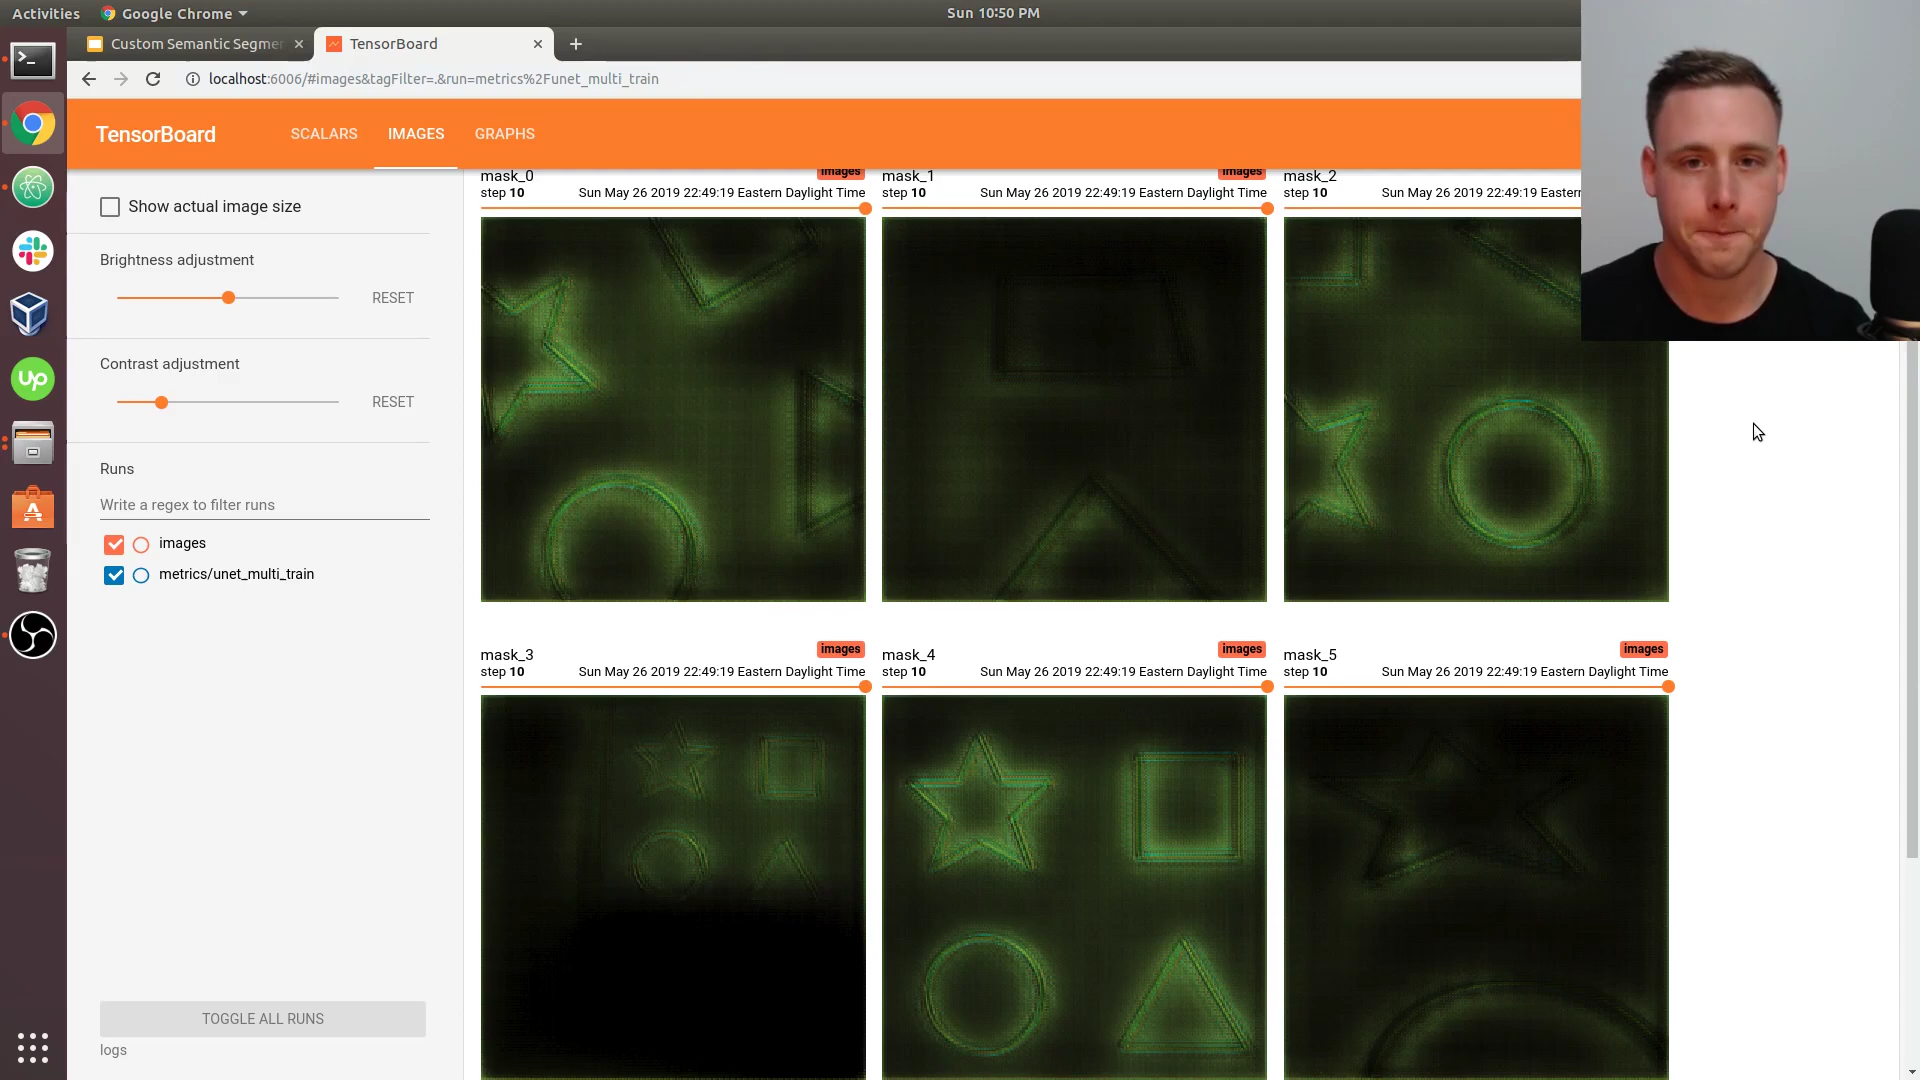 Activities Google Chrome Sun 10:50 PM
Custom Semantic Segme TensorBoard
localhost:6006/#images&tagFilter=.&run=metrics%2Funet_multi_train
TensorBoard SCALARS IMAGES GRAPHS
Show actual image size
Brightness adjustment
RESET
Contrast adjustment
RESET
Runs
Write a regex to filter runs
images
metrics/unet_multi_train
TOGGLE ALL RUNS
logs
mask_0 images
step 10 Sun May 26 2019 22:49:19 Eastern Daylight Time
mask_1 images
step 10 Sun May 26 2019 22:49:19 Eastern Daylight Time
mask_2
step 10 Sun May 26 2019 22:49:19 Eastern
mask_3 images
step 10 Sun May 26 2019 22:49:19 Eastern Daylight Time
mask_4 images
step 10 Sun May 26 2019 22:49:19 Eastern Daylight Time
mask_5 images
step 10 Sun May 26 2019 22:49:19 Eastern Daylight Time
Up